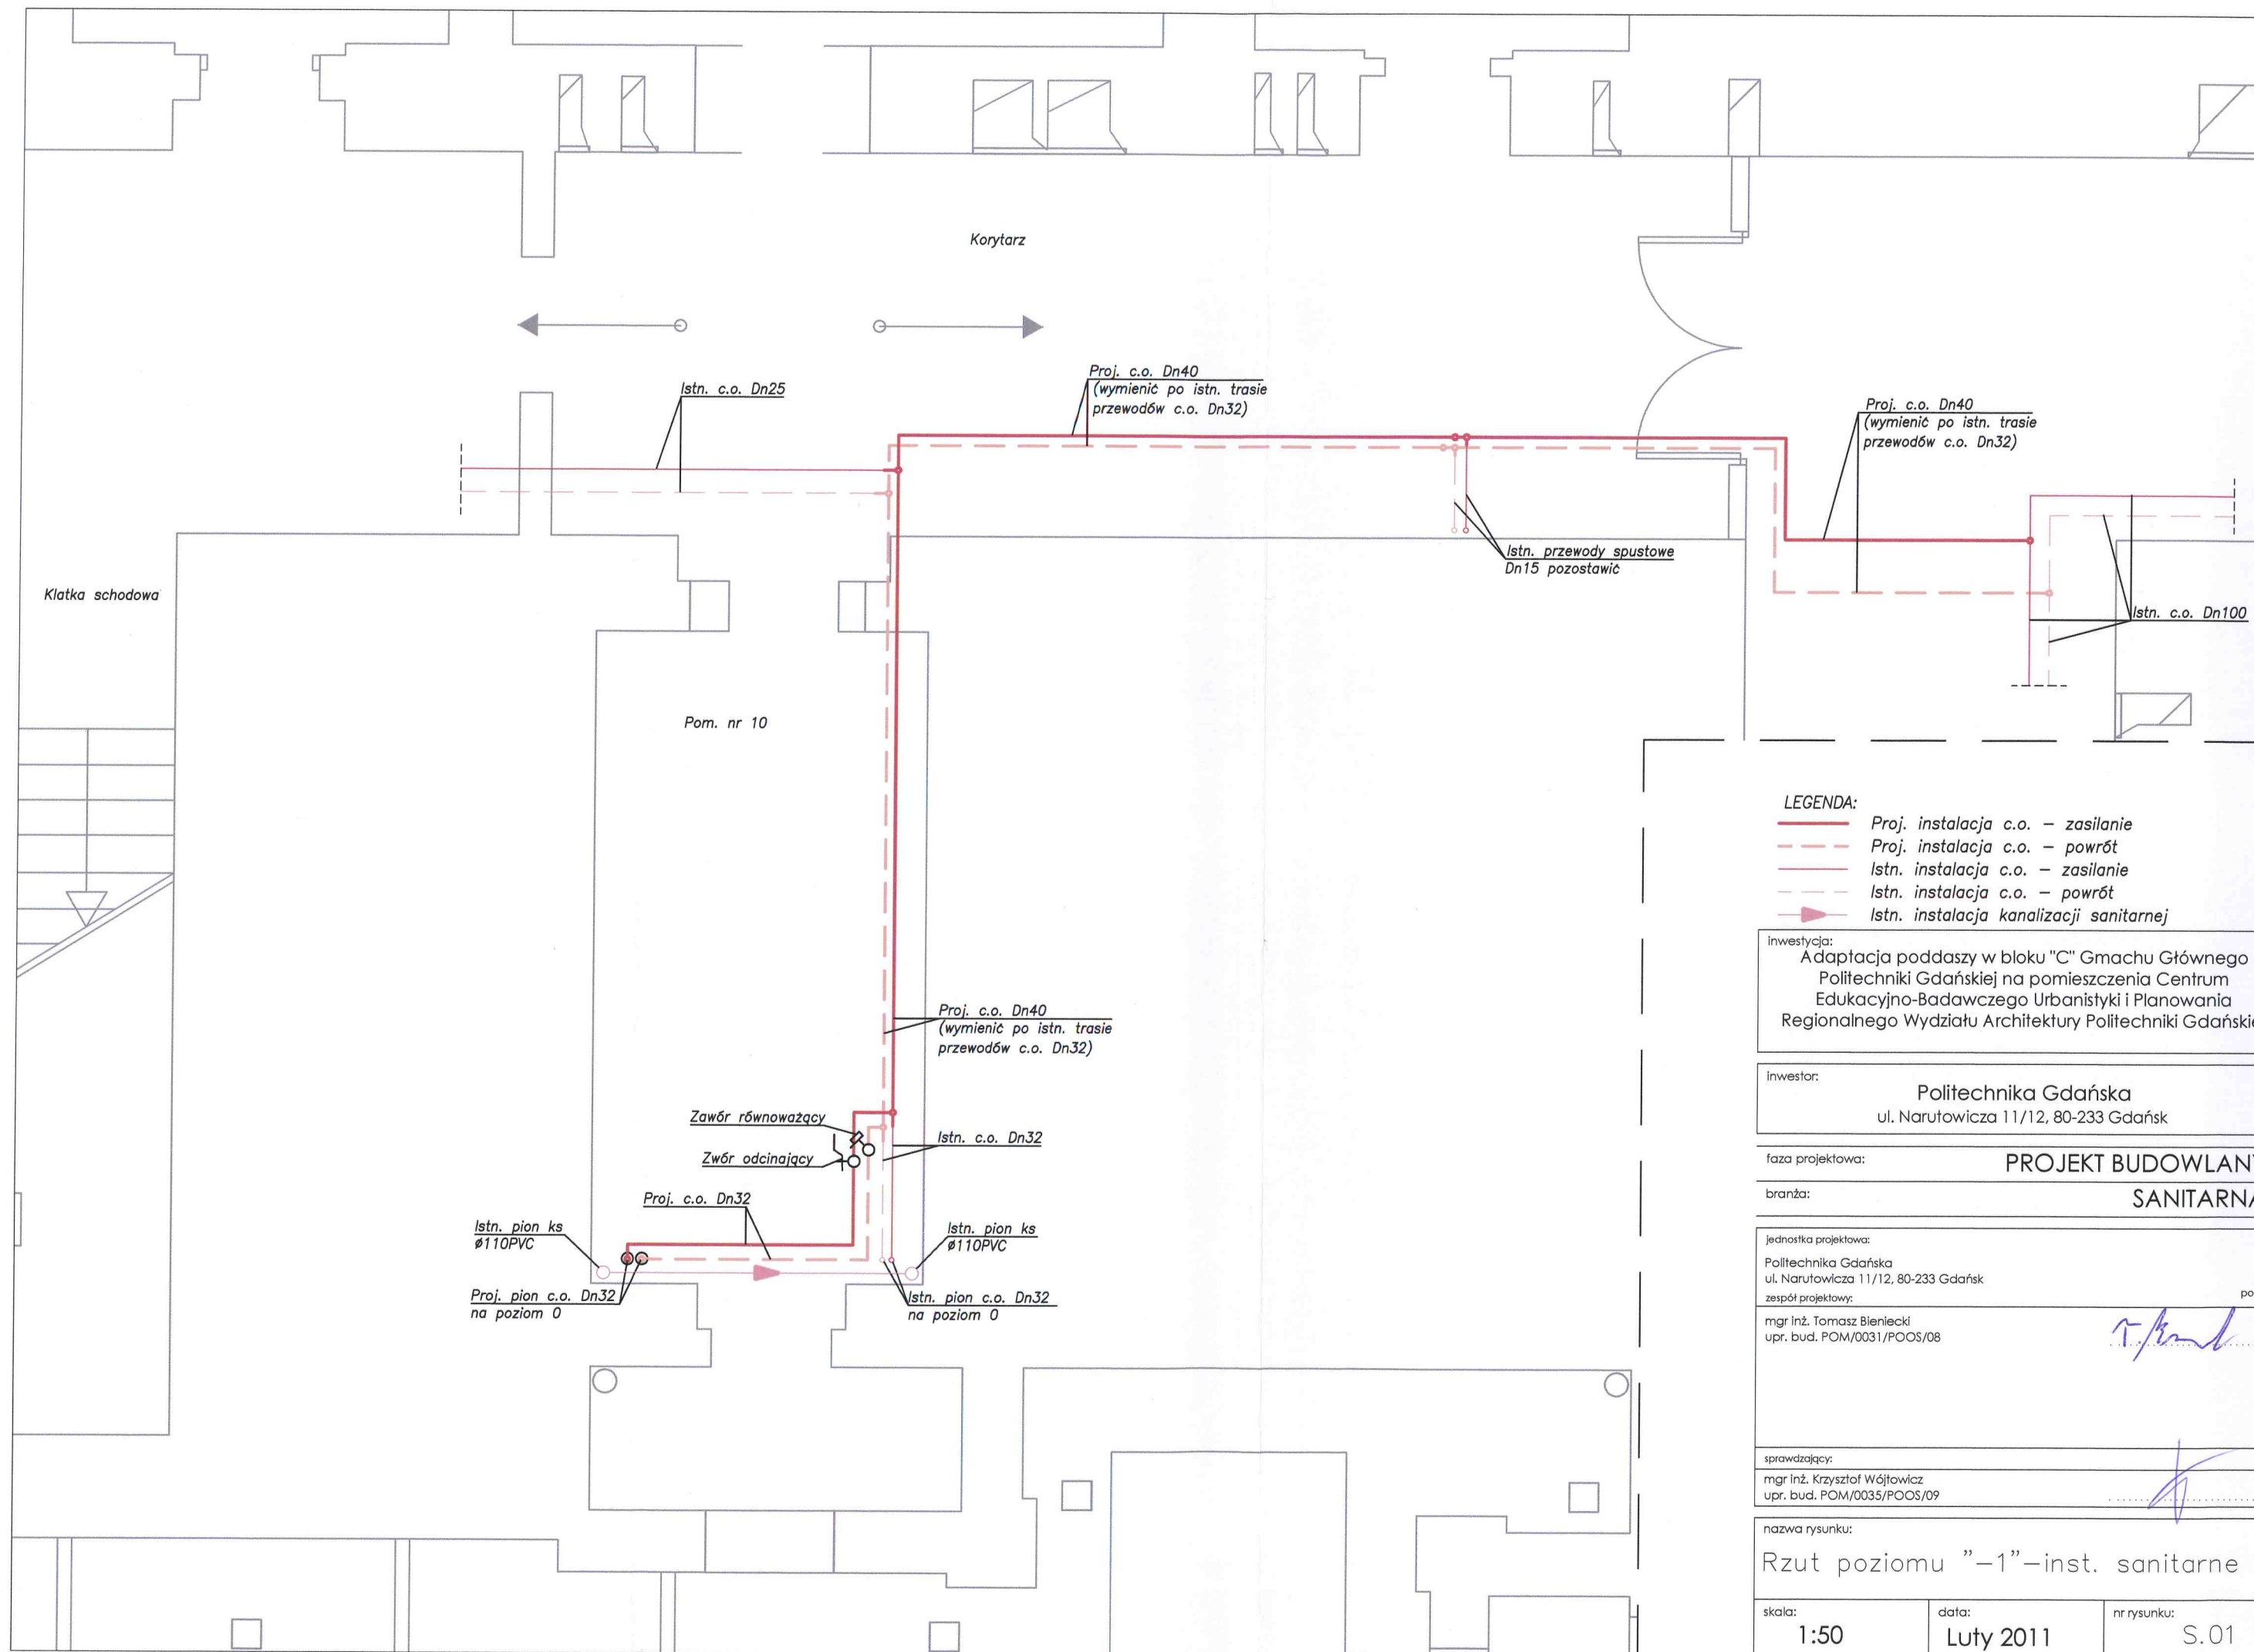 Korytarz
Istn. c.o. Dn25
Proj. c.o. Dn40
(wymienić po istn. trasie
przewodów c.o. Dn32)
Proj. c.o. Dn40
(wymienić po istn. trasie
przewodów c.o. Dn32)
Istn. przewody spustowe
Dn15 pozostawić
Klatka schodowa
Istn. c.o. Dn100
Pom. nr 10
Proj. c.o. Dn40
(wymienić po istn. trasie
przewodów c.o. Dn32)
Zawór równoważący
Zwór odcinający
Istn. c.o. Dn32
Proj. c.o. Dn32
Istn. pion ks
ø110PVC
Istn. pion ks
ø110PVC
Proj. pion c.o. Dn32
na poziom 0
Istn. pion c.o. Dn32
na poziom 0
LEGENDA:
Proj. instalacja c.o. – zasilanie
Proj. instalacja c.o. – powrót
Istn. instalacja c.o. – zasilanie
Istn. instalacja c.o. – powrót
Istn. instalacja kanalizacji sanitarnej
inwestycja:
Adaptacja poddaszy w bloku "C" Gmachu Głównego
Politechniki Gdańskiej na pomieszczenia Centrum
Edukacyjno-Badawczego Urbanistyki i Planowania
Regionalnego Wydziału Architektury Politechniki Gdańskie
inwestor:
Politechnika Gdańska
ul. Narutowicza 11/12, 80-233 Gdańsk
faza projektowa:
PROJEKT BUDOWLANY
branża:
SANITARNA
jednostka projektowa:
Politechnika Gdańska
ul. Narutowicza 11/12, 80-233 Gdańsk
zespół projektowy:
po
mgr inż. Tomasz Bieniecki
upr. bud. POM/0031/POOS/08
sprawdzający:
mgr inż. Krzysztof Wójtowicz
upr. bud. POM/0035/POOS/09
nazwa rysunku:
Rzut poziomu "–1"–inst. sanitarne
skala:
1:50
data:
Luty 2011
nr rysunku:
S.01